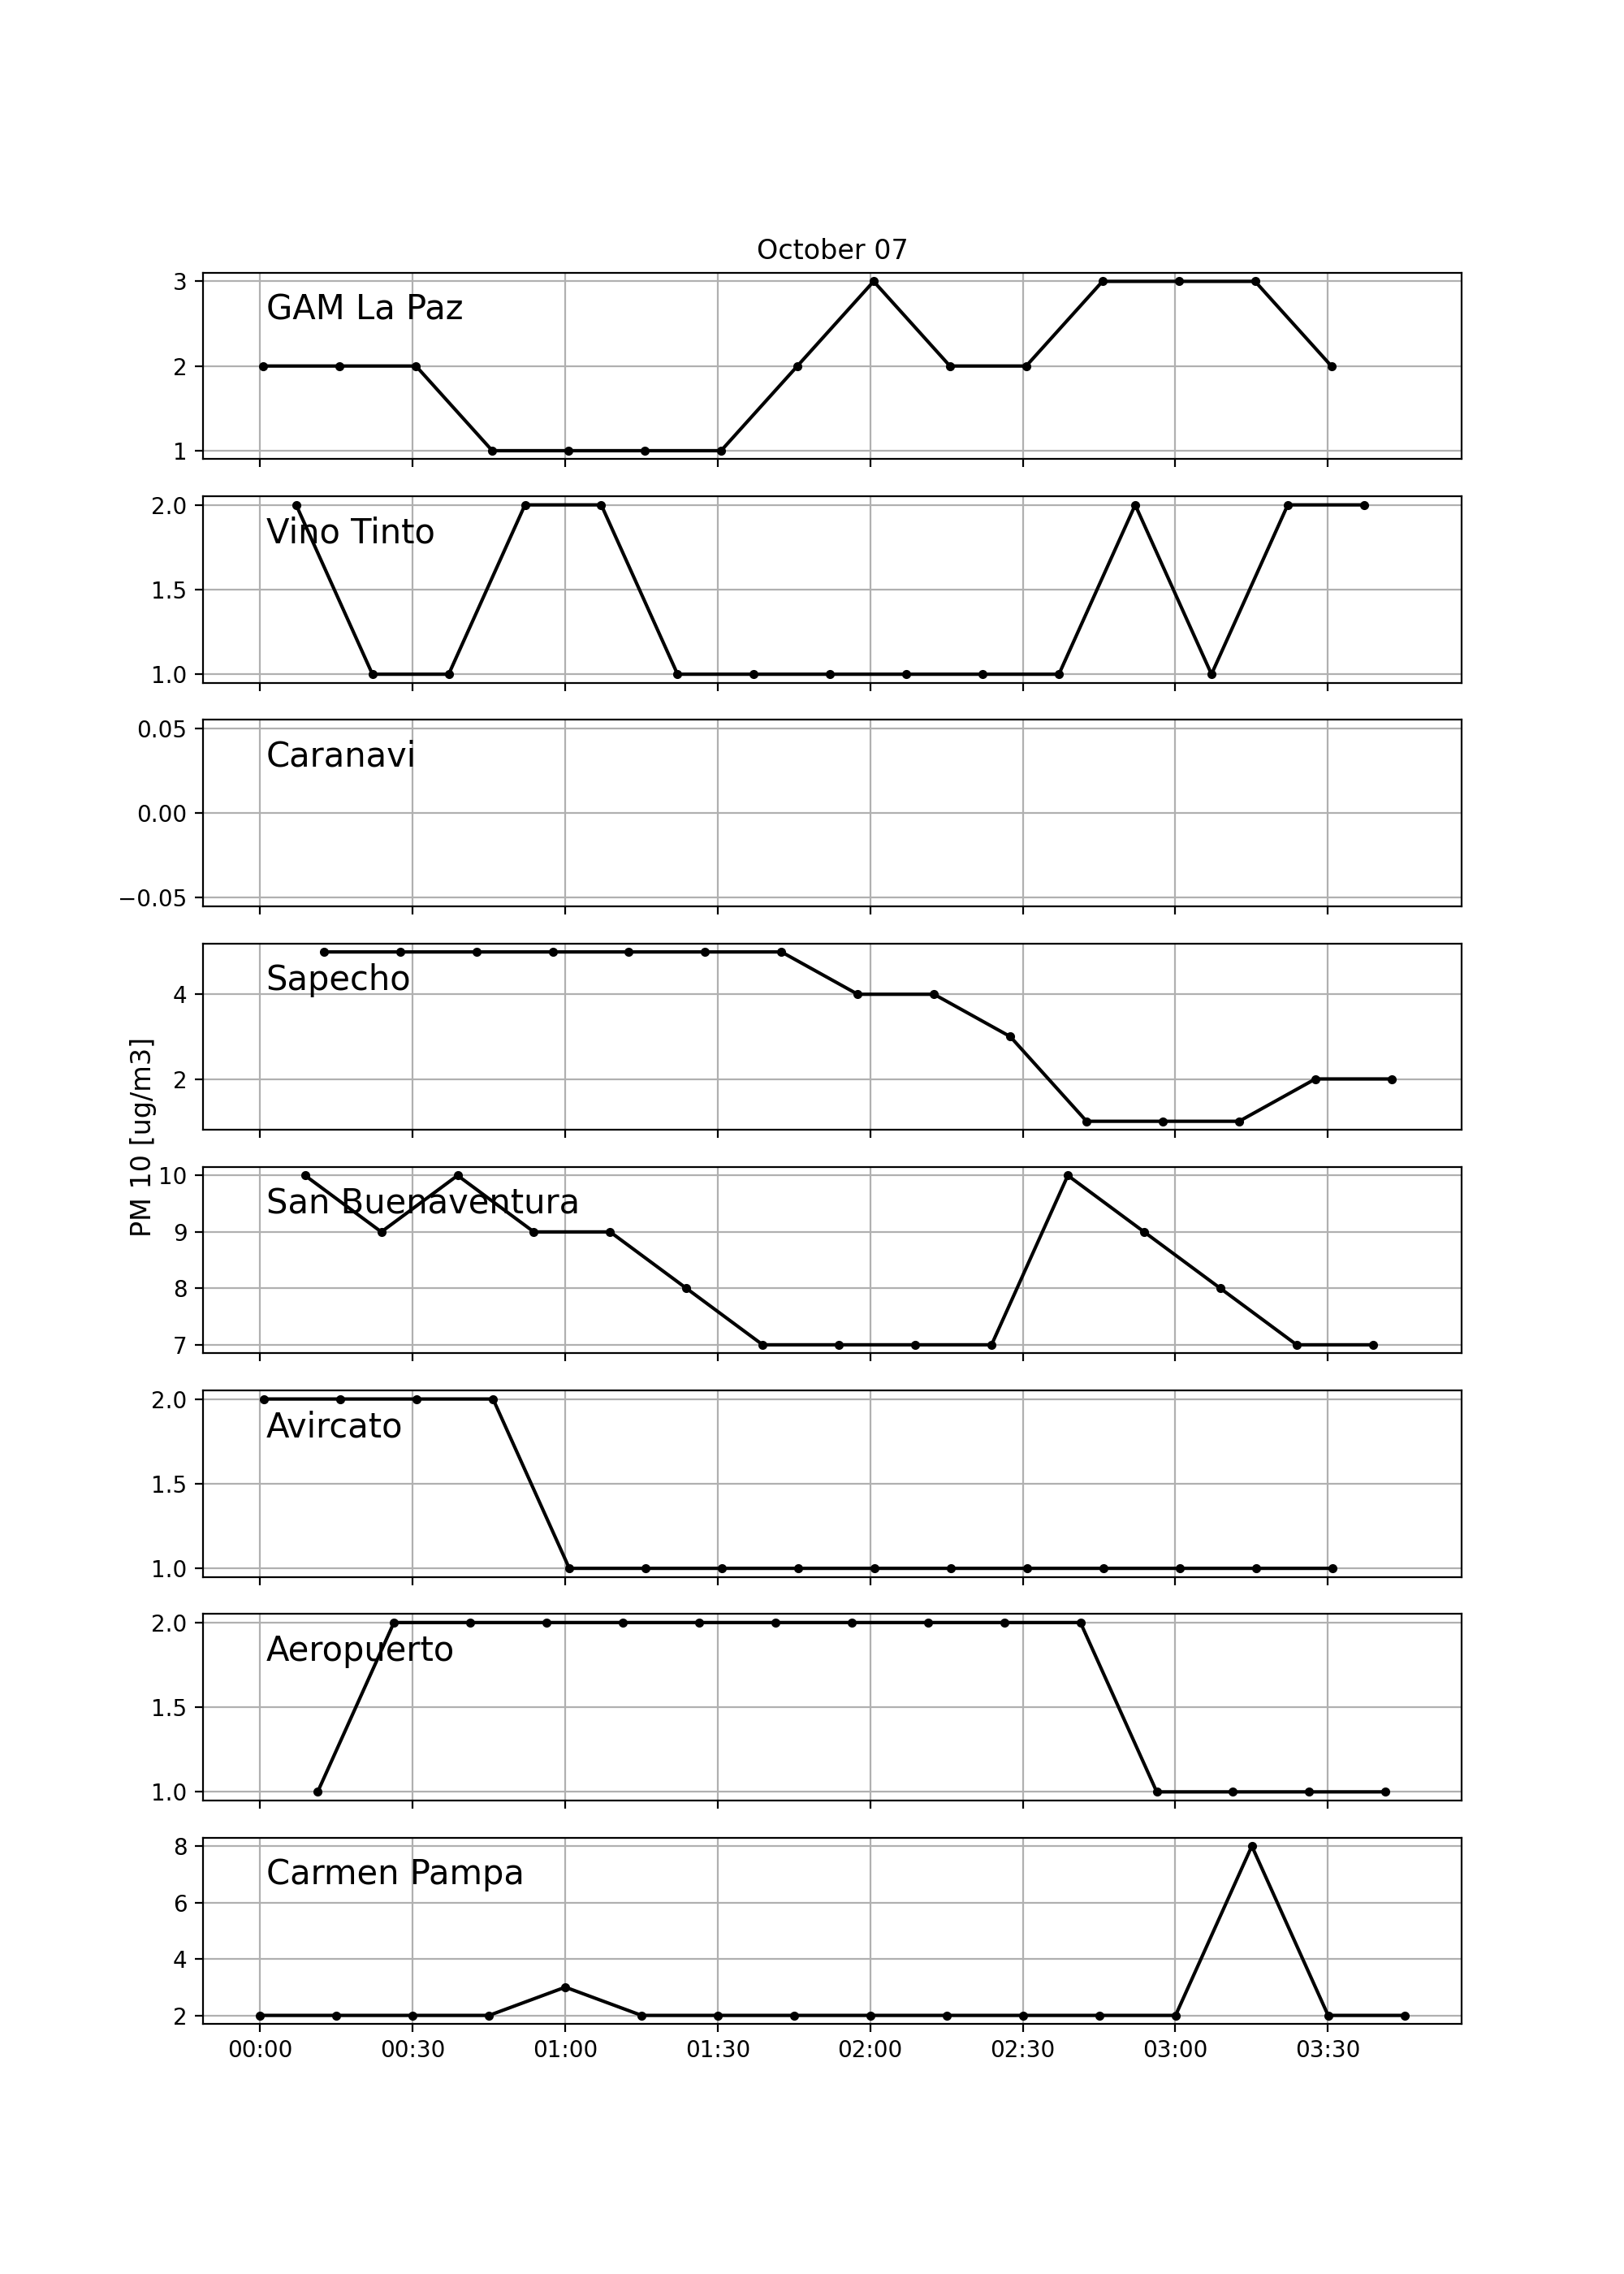 October 07
3
GAM La Paz
2
1
2.0
Vino Tinto
1.5
1.0
0.05
Caranavi
0.00
−0.05
Sapecho
4
2
PM 10 [ug/m3]
10
San Buenaventura
9
8
7
2.0
Avircato
1.5
1.0
2.0
Aeropuerto
1.5
1.0
8
Carmen Pampa
6
4
2
00:00 00:30 01:00 01:30 02:00 02:30 03:00 03:30